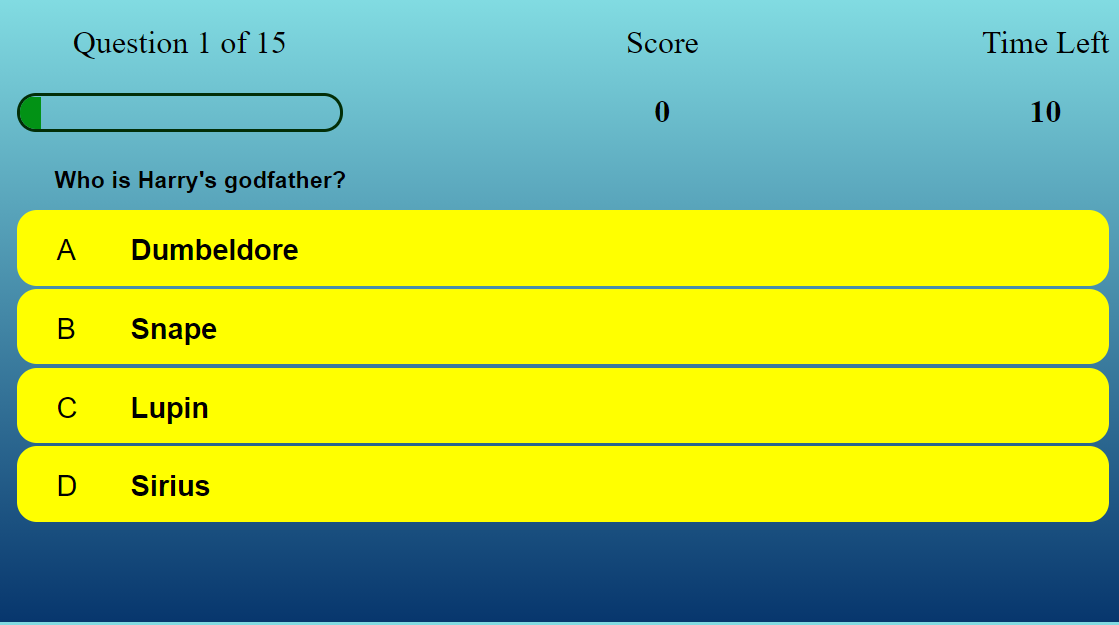 Question 1 of 15
Score
Time Left
0
10
Who is Harry's godfather?
A Dumbeldore
B Snape
C Lupin
D Sirius